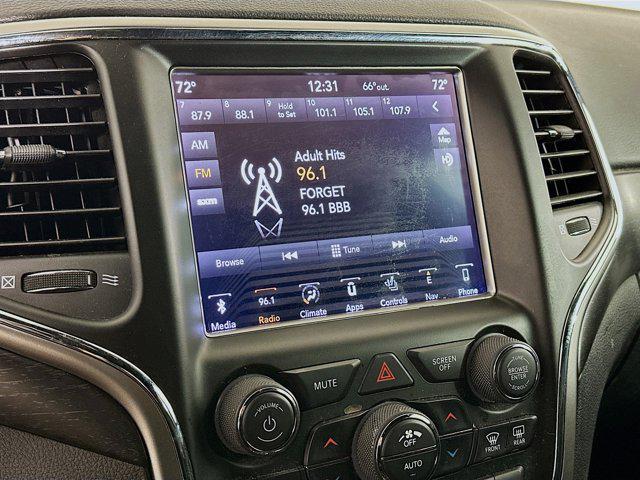 72° 12:31 66°out. 72°
7 87.9 8 88.1 9 Hold to Set 10 101.1 11 105.1 12 107.9
AM
FM
sxm
Adult Hits
96.1
FORGET
96.1 BBB
Map
Browse Tune Audio
Media
96.1 Radio
Climate
Apps
Controls
E Nav
Phone
MUTE
SCREEN OFF
VOLUME
BROWSE ENTER SCROLL
OFF
AUTO
FRONT
REAR